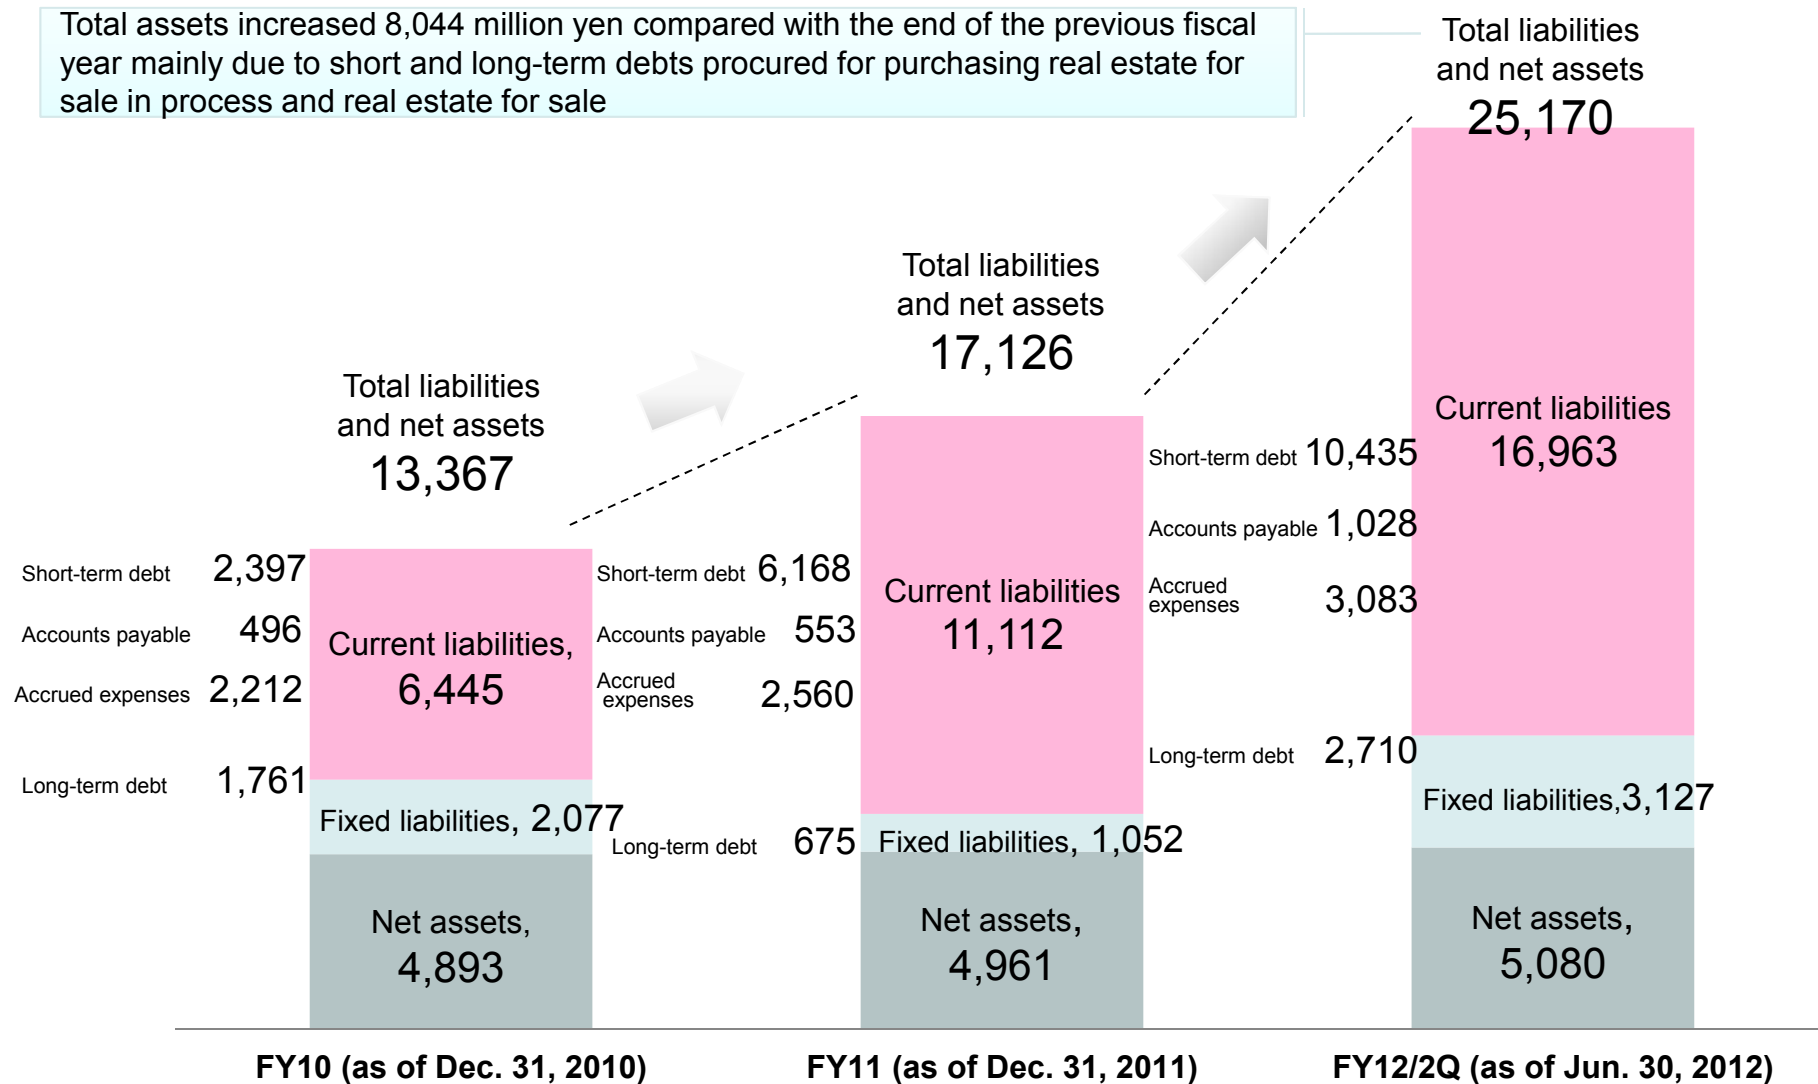 Total assets increased 8,044 million yen compared with the end of the previous fiscal
year mainly due to short and long-term debts procured for purchasing real estate for
sale in process and real estate for sale
Total liabilities
and net assets
13,367
Short-term debt 2,397
Accounts payable 496
Accrued expenses 2,212
Long-term debt 1,761
Current liabilities,
6,445
Fixed liabilities, 2,077
Net assets,
4,893
FY10 (as of Dec. 31, 2010)
Total liabilities
and net assets
17,126
Short-term debt 6,168
Accounts payable 553
Accrued
expenses 2,560
Long-term debt 675
Current liabilities
11,112
Fixed liabilities, 1,052
Net assets,
4,961
FY11 (as of Dec. 31, 2011)
Total liabilities
and net assets
25,170
Short-term debt 10,435
Accounts payable 1,028
Accrued
expenses 3,083
Long-term debt 2,710
Current liabilities
16,963
Fixed liabilities,3,127
Net assets,
5,080
FY12/2Q (as of Jun. 30, 2012)